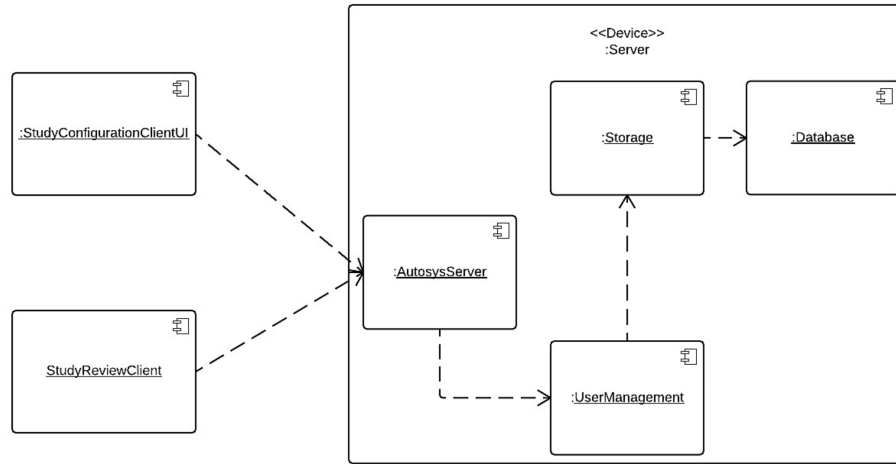 <<Device>>
:Server
:StudyConfigurationClientUI
:Storage
:Database
:AutosysServer
StudyReviewClient
:UserManagement